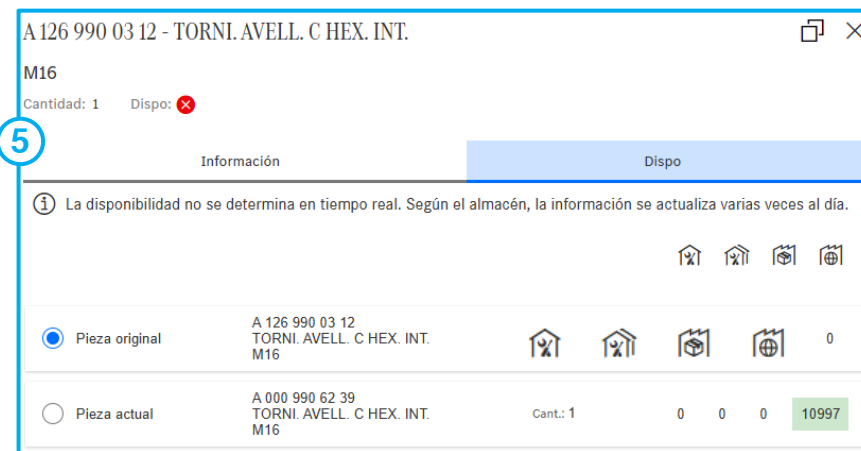 A 126 990 03 12 - TORNI. AVELL. C HEX. INT.
M16
Cantidad: 1 Dispo:
5
Información Dispo
La disponibilidad no se determina en tiempo real. Según el almacén, la información se actualiza varias veces al día.
Pieza original
A 126 990 03 12
TORNI. AVELL. C HEX. INT.
M16
0
Pieza actual
A 000 990 62 39
TORNI. AVELL. C HEX. INT.
M16
Cant.: 1 0 0 0 10997